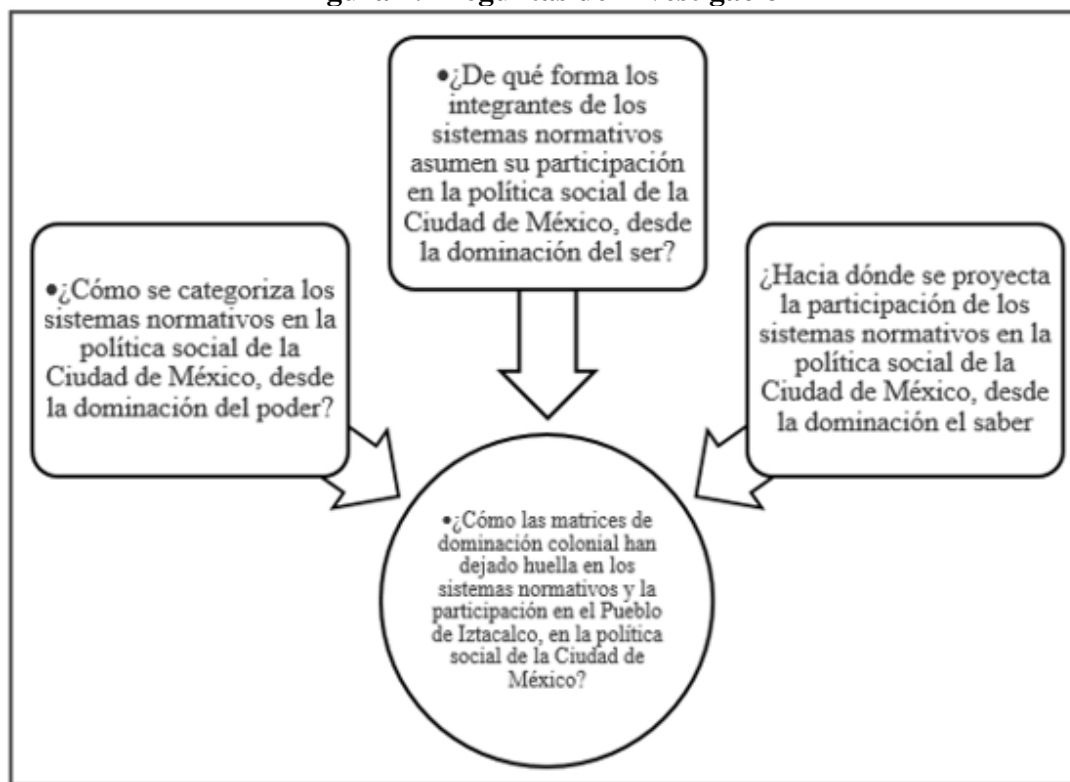 •¿De qué forma los
integrantes de los
sistemas normativos
asumen su participación
en la política social de la
Ciudad de México, desde
la dominación del ser?
•¿Cómo se categoriza los
sistemas normativos en la
política social de la
Ciudad de México, desde
la dominación del poder?
¿Hacia dónde se proyecta
la participación de los
sistemas normativos en la
política social de la
Ciudad de México, desde
la dominación el saber
•¿Cómo las matrices de
dominación colonial han
dejado huella en los
sistemas normativos y la
participación en el Pueblo
de Iztacalco, en la política
social de la Ciudad de
México?